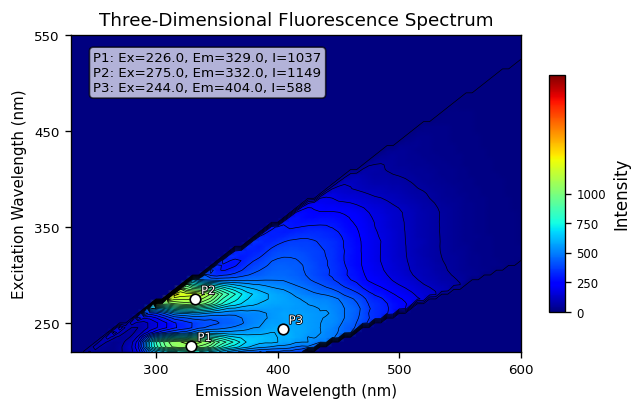 Three-Dimensional Fluorescence Spectrum
P1: Ex=226.0, Em=329.0, I=1037
P2: Ex=275.0, Em=332.0, I=1149
P3: Ex=244.0, Em=404.0, I=588
550
450
350
250
Excitation Wavelength (nm)
P2
P3
P1
300
400
500
600
Emission Wavelength (nm)
1000
750
500
250
0
Intensity